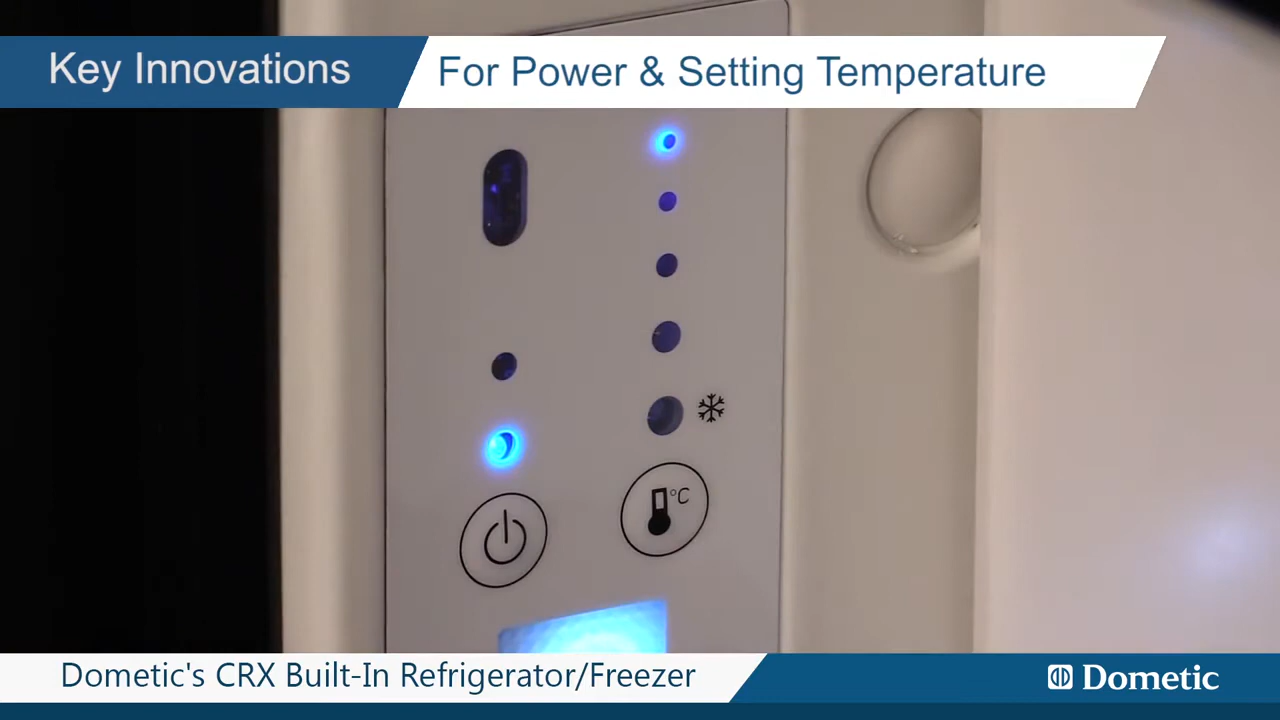 Key Innovations
For Power & Setting Temperature
°C
Dometic's CRX Built-In Refrigerator/Freezer
Dometic